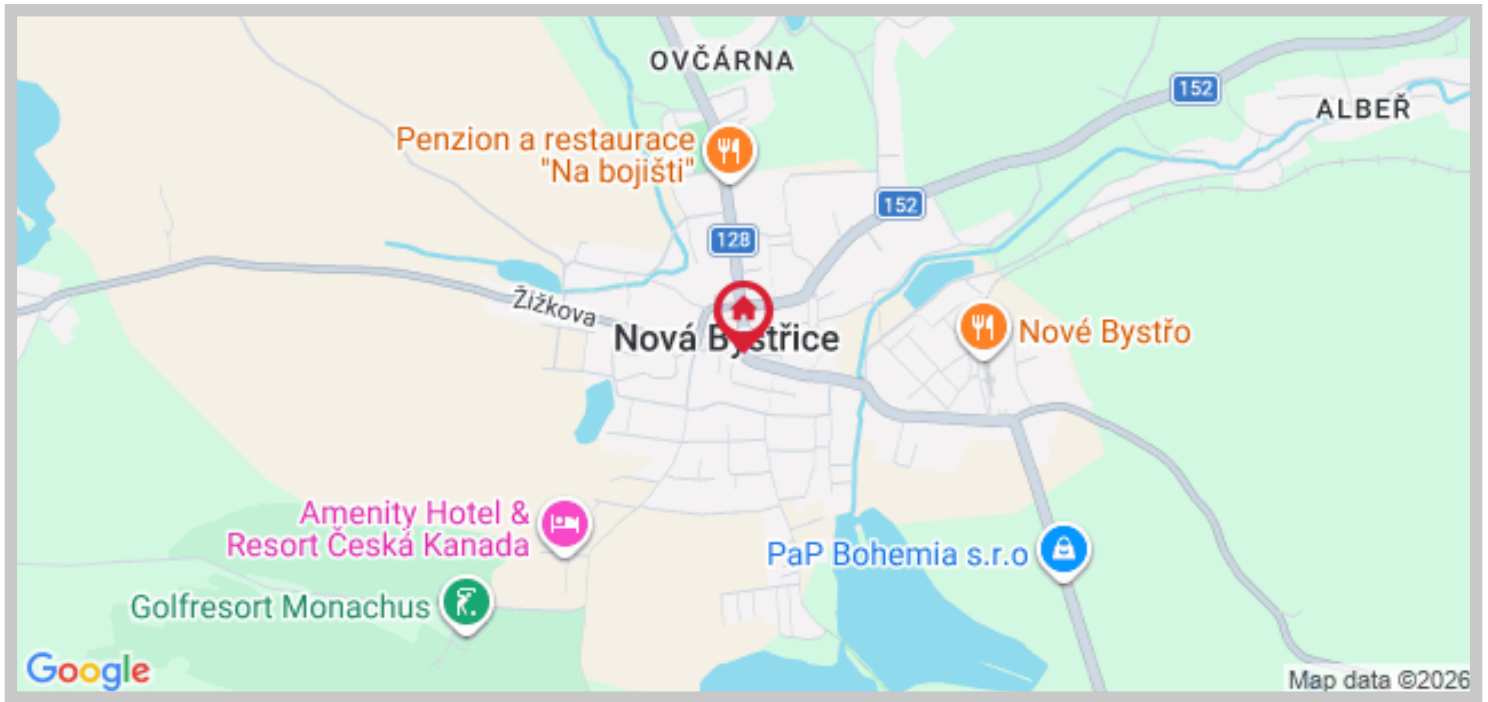 OVČÁRNA
152
ALBEŘ
Penzion a restaurace
"Na bojišti"
152
128
Žižkova
Nová Bystřice
Nové Bystřo
Amenity Hotel &
Resort Česká Kanada
PaP Bohemia s.r.o
Golfresort Monachus
Google
Map data ©2026